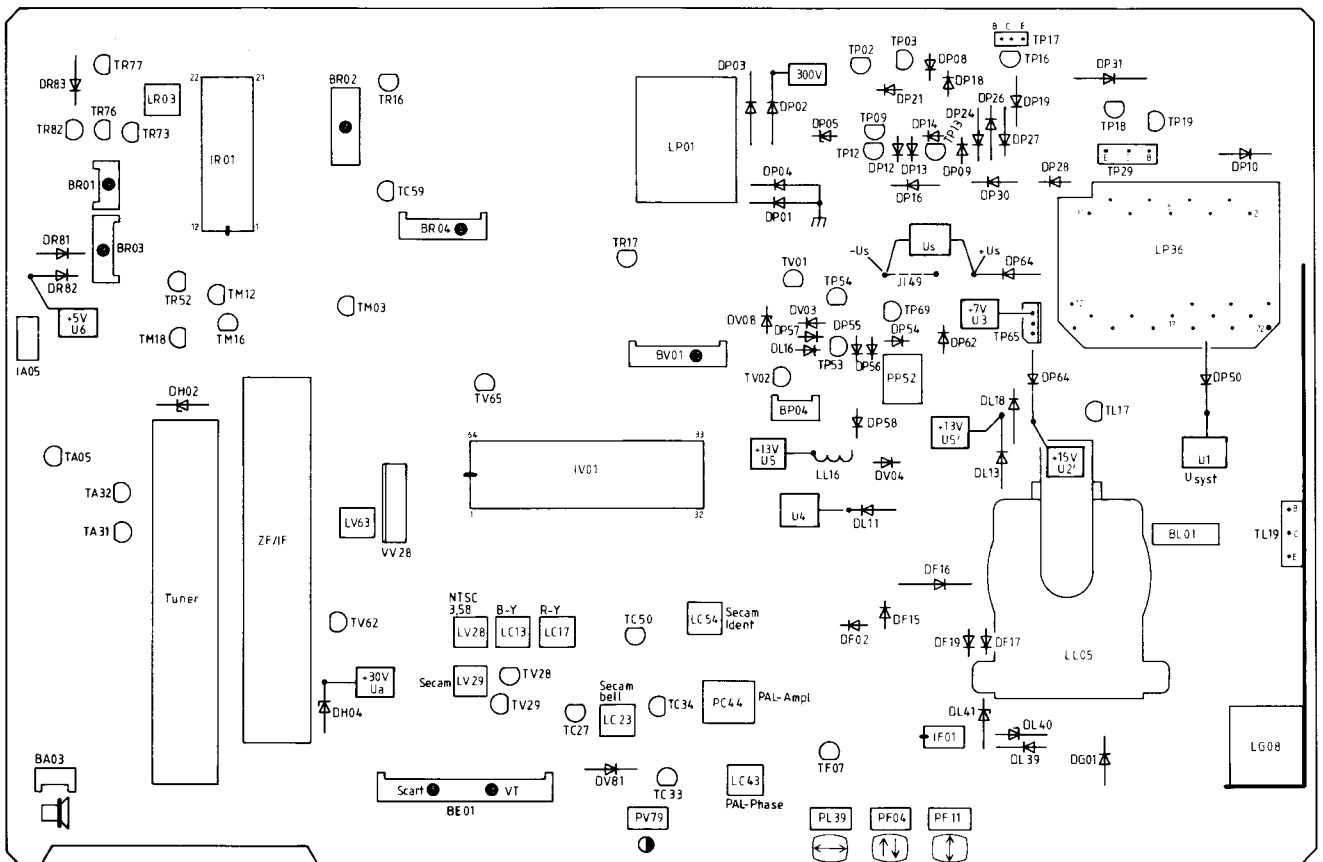 B C E
TP17
TP03
TP02
TP16
TR77
DR83
LR03
22
21
BR02
TR16
DP03
300V
DP08
DP18
DP31
DP02
DP21
DP26
DP24
DP19
TR76
TR82
TR73
IR01
LP01
DP05
TP09
DP14
TP13
DP27
TP18
TP19
TP12
DP12
DP13
DP09
DP28
TP29
DP10
BR01
TC59
DP04
DP16
DP30
BR04
DP01
12
1
BR03
DR81
DR82
TR17
LP36
-Us
Us
+Us
DP64
J149
TV01
TP54
TR52
TM12
TM03
+5V
U6
TM18
TM16
IA05
DV08
DV03
DP57
DL16
DP55
TP69
DP54
+7V
U3
TP65
DP62
BV01
TP53
DP56
PP52
TV02
DH02
TV65
BP04
DL18
DP64
TL17
DP50
DP58
64
33
+13V
U5'
+13V
U5
LL16
DV04
DL13
+15V
U2'
U1
Usyst
TA05
IV01
TA32
TA31
ZF/IF
LV63
VV28
1
32
U4
DL11
BL01
TL19
B
C
E
Tuner
DF16
NTSC
3,58
B-Y
R-Y
LV28
LC13
LC17
TC50
LC54
Secam
Ident
TV62
DF02
DF15
DF19
DF17
LL05
Secam
LV29
TV28
+30V
Ua
DH04
TV29
Secam
bell
LC23
TC27
TC34
PC44
PAL-Ampl
DL41
DL40
DL39
IF01
DG01
LG08
TF07
BA03
DV81
TC33
LC43
PAL-Phase
Scart
VT
BE01
PV79
PL39
PF04
PF11